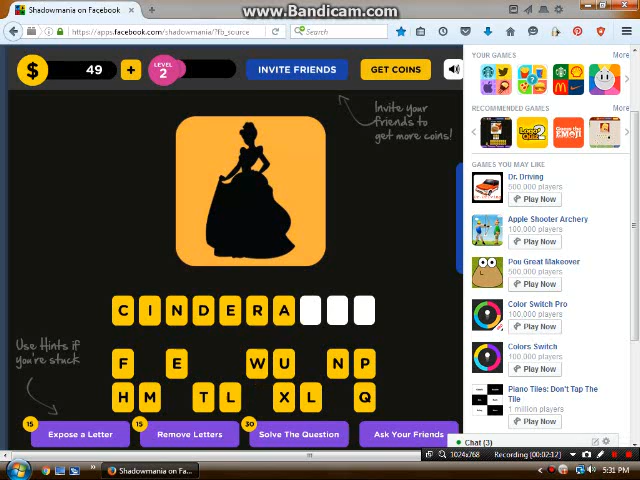 www.Bandicam.com
Shadowmania on Facebook
https://apps.facebook.com/shadowmania/?fb_source
Search
$ 49 +
LEVEL 2
INVITE FRIENDS
GET COINS
Invite your
friends to
get more coins!
C I N D E R A
Use Hints if
you're stuck
F E W U N P
H M T L X L Q
15 Expose a Letter
15 Remove Letters
30 Solve The Question
Ask Your Friends
YOUR GAMES More
RECOMMENDED GAMES More
GAMES YOU MAY LIKE
Dr. Driving
500,000 players
Play Now
Apple Shooter Archery
100,000 players
Play Now
Pou Great Makeover
500,000 players
Play Now
Color Switch Pro
100,000 players
Play Now
Colors Switch
100,000 players
Play Now
Piano Tiles: Don't Tap The
Tile
1 million players
Play Now
Chat (3)
1024x768 Recording [00:02:12]
Start
Shadowmania on Fa...
5:31 PM